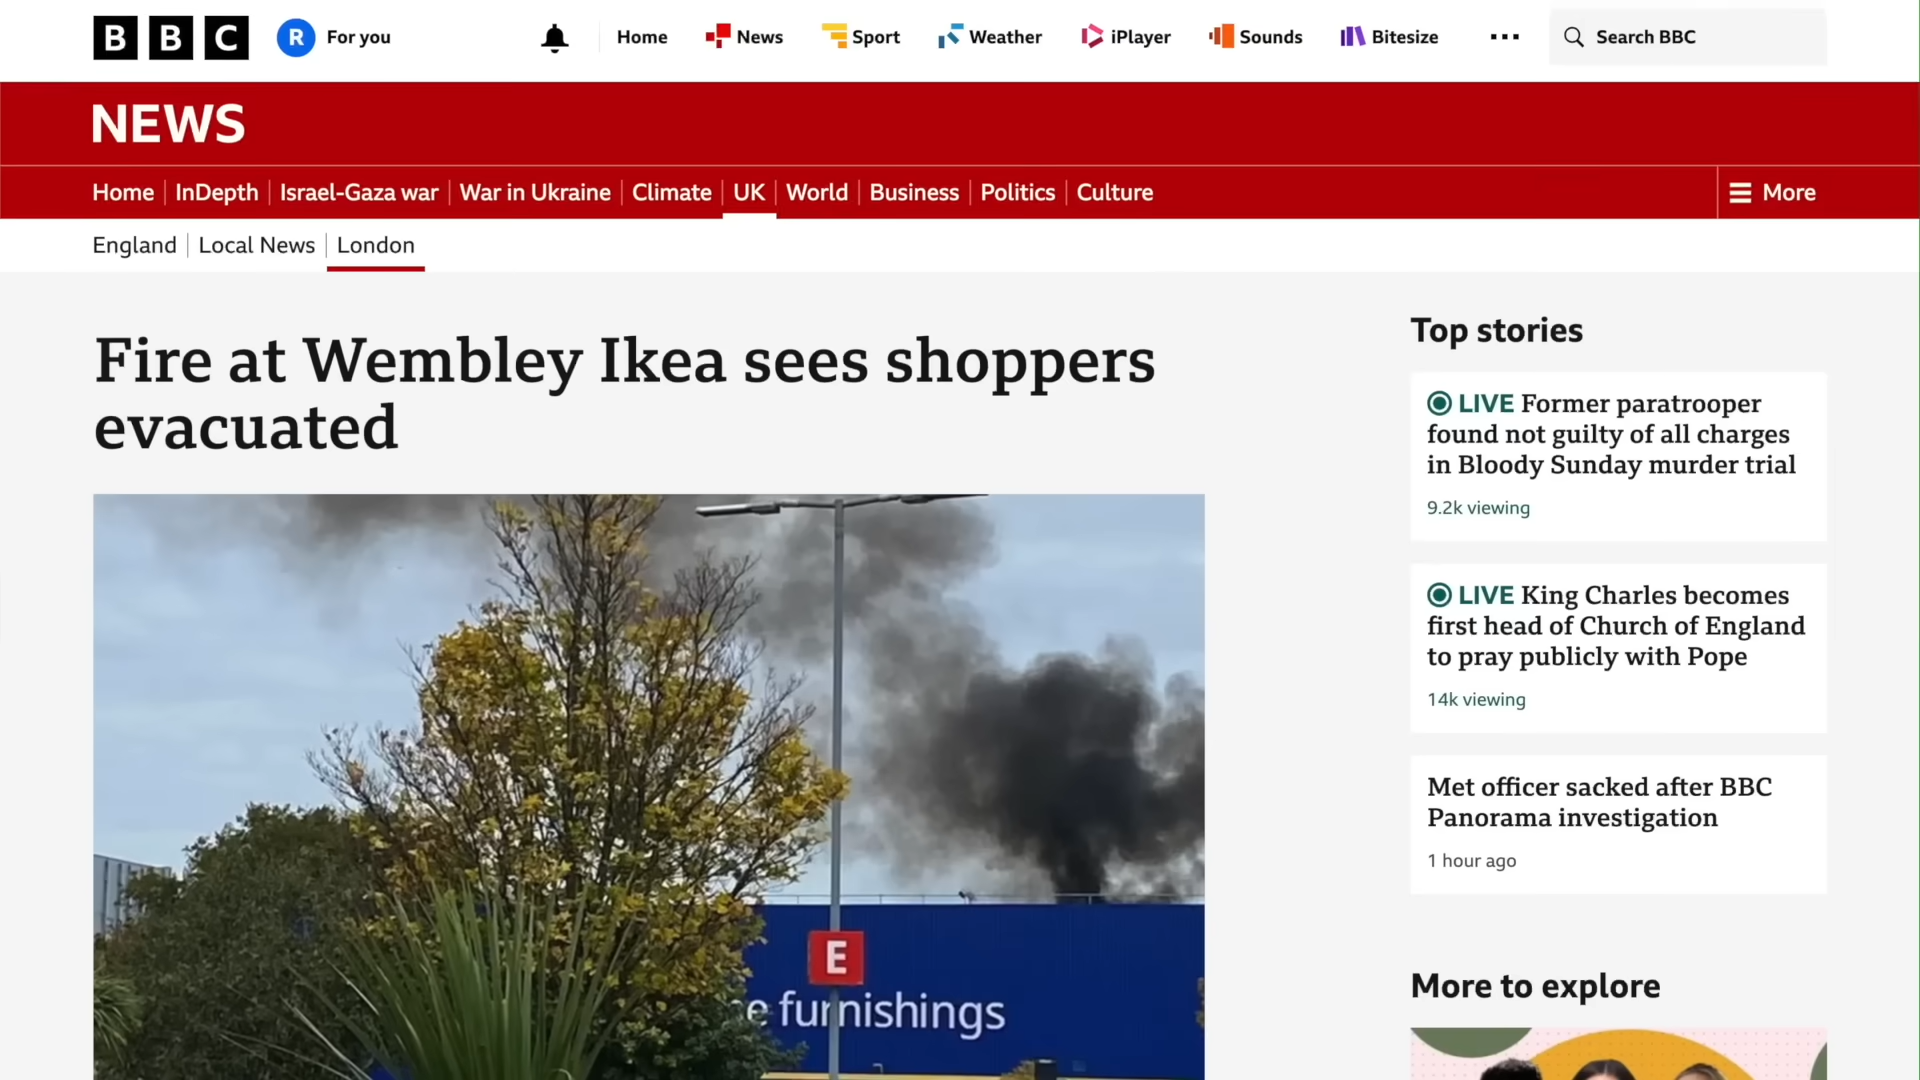 BBC
R For you
Home News Sport Weather iPlayer Sounds Bitesize ... Search BBC
NEWS
Home InDepth Israel-Gaza war War in Ukraine Climate UK World Business Politics Culture More
England Local News London
Fire at Wembley Ikea sees shoppers
evacuated
E
e furnishings
Top stories
LIVE Former paratrooper
found not guilty of all charges
in Bloody Sunday murder trial
9.2k viewing
LIVE King Charles becomes
first head of Church of England
to pray publicly with Pope
14k viewing
Met officer sacked after BBC
Panorama investigation
1 hour ago
More to explore